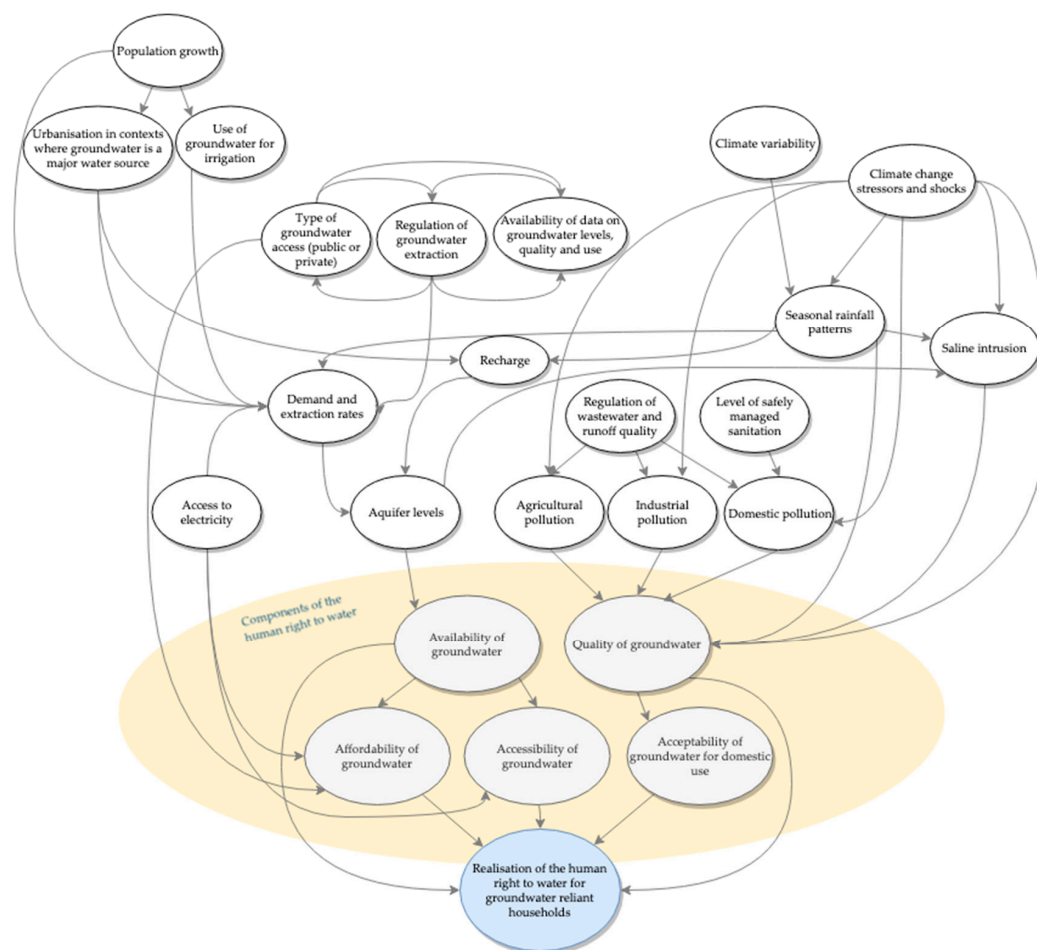 Population growth
Urbanisation in contexts
where groundwater is a
major water source
Use of
groundwater for
irrigation
Climate variability
Climate change
stressors and shocks
Type of
groundwater
access (public or
private)
Regulation of
groundwater
extraction
Availability of data on
groundwater levels,
quality and use
Seasonal rainfall
patterns
Saline intrusion
Recharge
Demand and
extraction rates
Regulation of
wastewater and
runoff quality
Level of safely
managed
sanitation
Access to
electricity
Aquifer levels
Agricultural
pollution
Industrial
pollution
Domestic pollution
Components of the
human right to water
Availability of
groundwater
Quality of groundwater
Affordability of
groundwater
Accessibility of
groundwater
Acceptability of
groundwater for domestic
use
Realisation of the human
right to water for
groundwater reliant
households